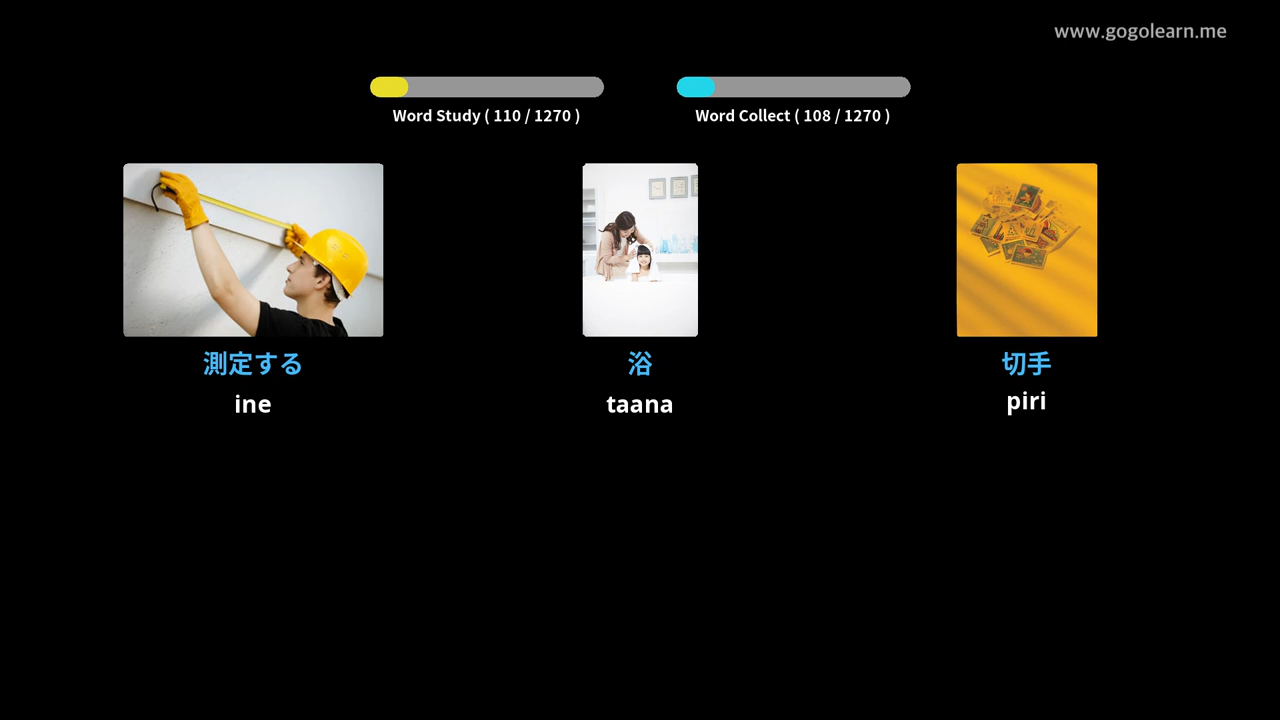 www.gogolearn.me
Word Study ( 110 / 1270 )
Word Collect ( 108 / 1270 )
測定する
ine
浴
taana
切手
piri